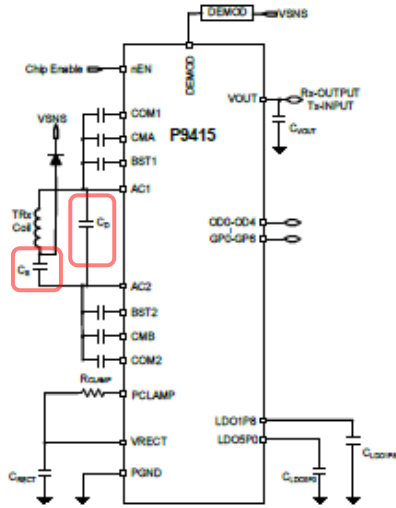 DEMOD
VSNS
Chip Enable
nEN
DEMOD
VSNS
COM1
VOUT
Rx-OUTPUT
Tx-INPUT
CMA
P9415
CVOUT
BST1
AC1
TRx
Coil
CD
OD0-OD4
GP0-GP6
CS
AC2
BST2
CMB
COM2
RCLAMP
PCLAMP
LDO1P8
VRECT
LDO5P0
CLDO1P8
CRECT
PGND
CLDO5P0